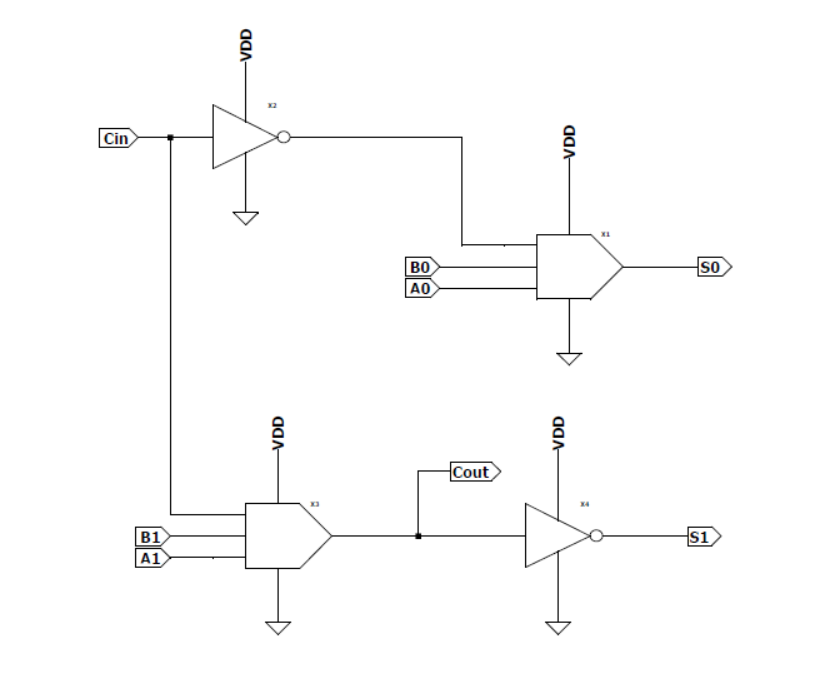 VDD
X2
Cin
VDD
X1
B0
S0
A0
VDD
VDD
Cout
X3
X4
B1
S1
A1